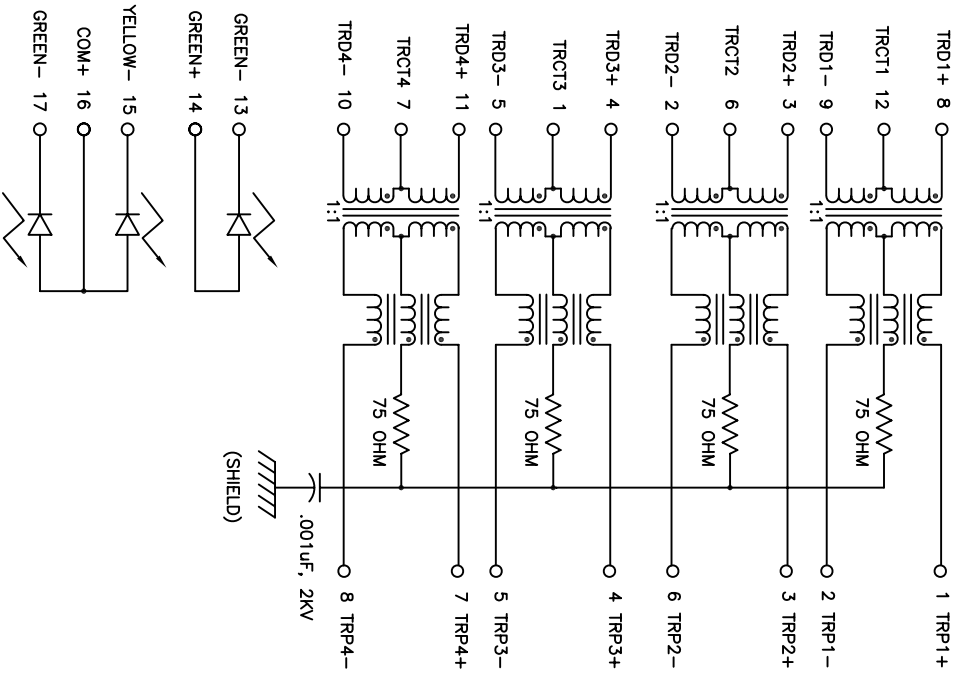 TRD1+ 8
TRCT1 12
TRD1- 9
TRD2+ 3
TRCT2 6
TRD2- 2
TRD3+ 4
TRCT3 1
TRD3- 5
TRD4+ 11
TRCT4 7
TRD4- 10
GREEN- 13
GREEN+ 14
YELLOW- 15
COM+ 16
GREEN- 17
1:1
1:1
1:1
1:1
75 OHM
75 OHM
75 OHM
75 OHM
.001uF, 2KV
(SHIELD)
1 TRP1+
2 TRP1-
3 TRP2+
6 TRP2-
4 TRP3+
5 TRP3-
7 TRP4+
8 TRP4-